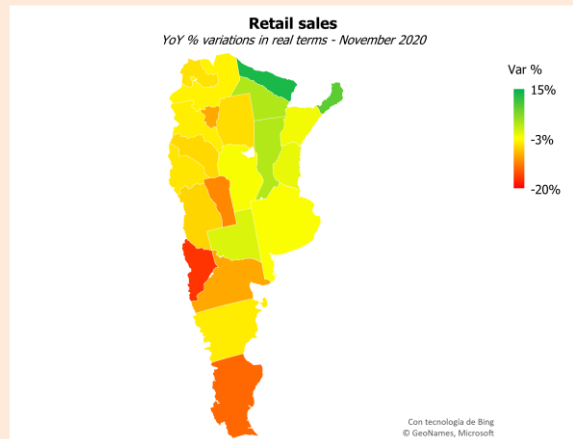 Retail sales
YoY % variations in real terms - November 2020
Var %
15%
-3%
-20%
Con tecnología de Bing
© GeoNames, Microsoft